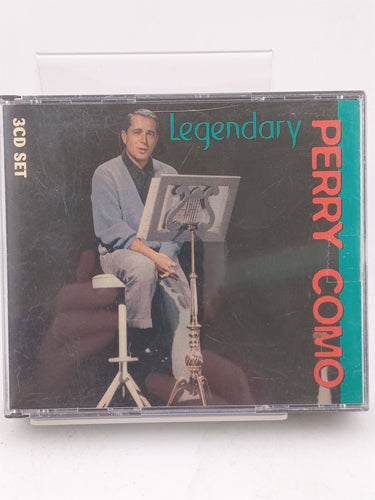 3CD SET
Legendary
PERRY COMO